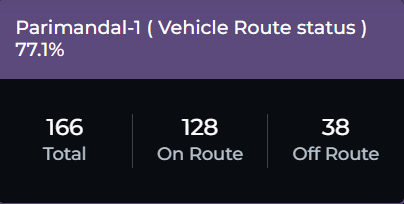 Parimandal-1 ( Vehicle Route status )
77.1%
166 128 38
Total On Route Off Route